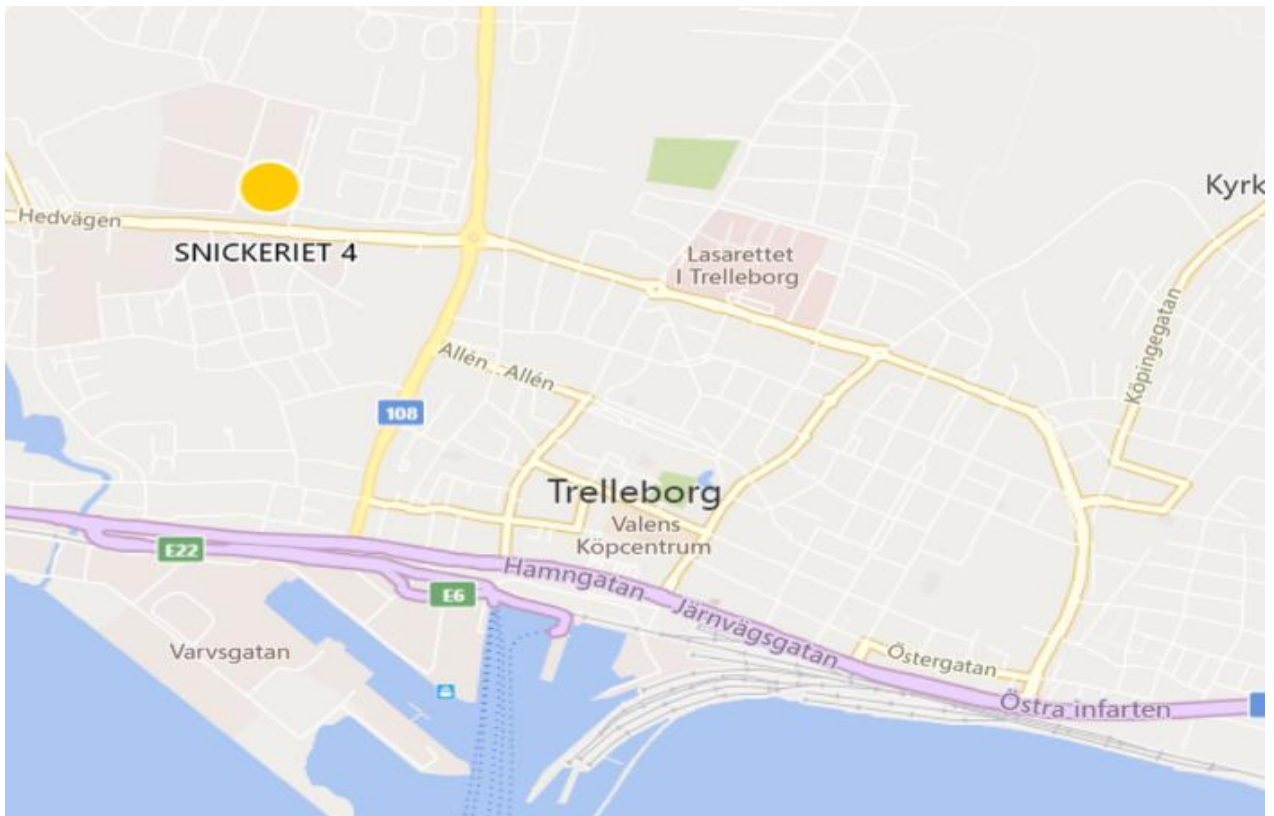 Kyrk
Hedvägen
SNICKERIET 4
Lasarettet
I Trelleborg
Köpingegatan
Allén
Allén
108
Trelleborg
Valens
Köpcentrum
E22
Hamngatan
E6
Järnvägsgatan
Varvsgatan
Östergatan
Östra infarten